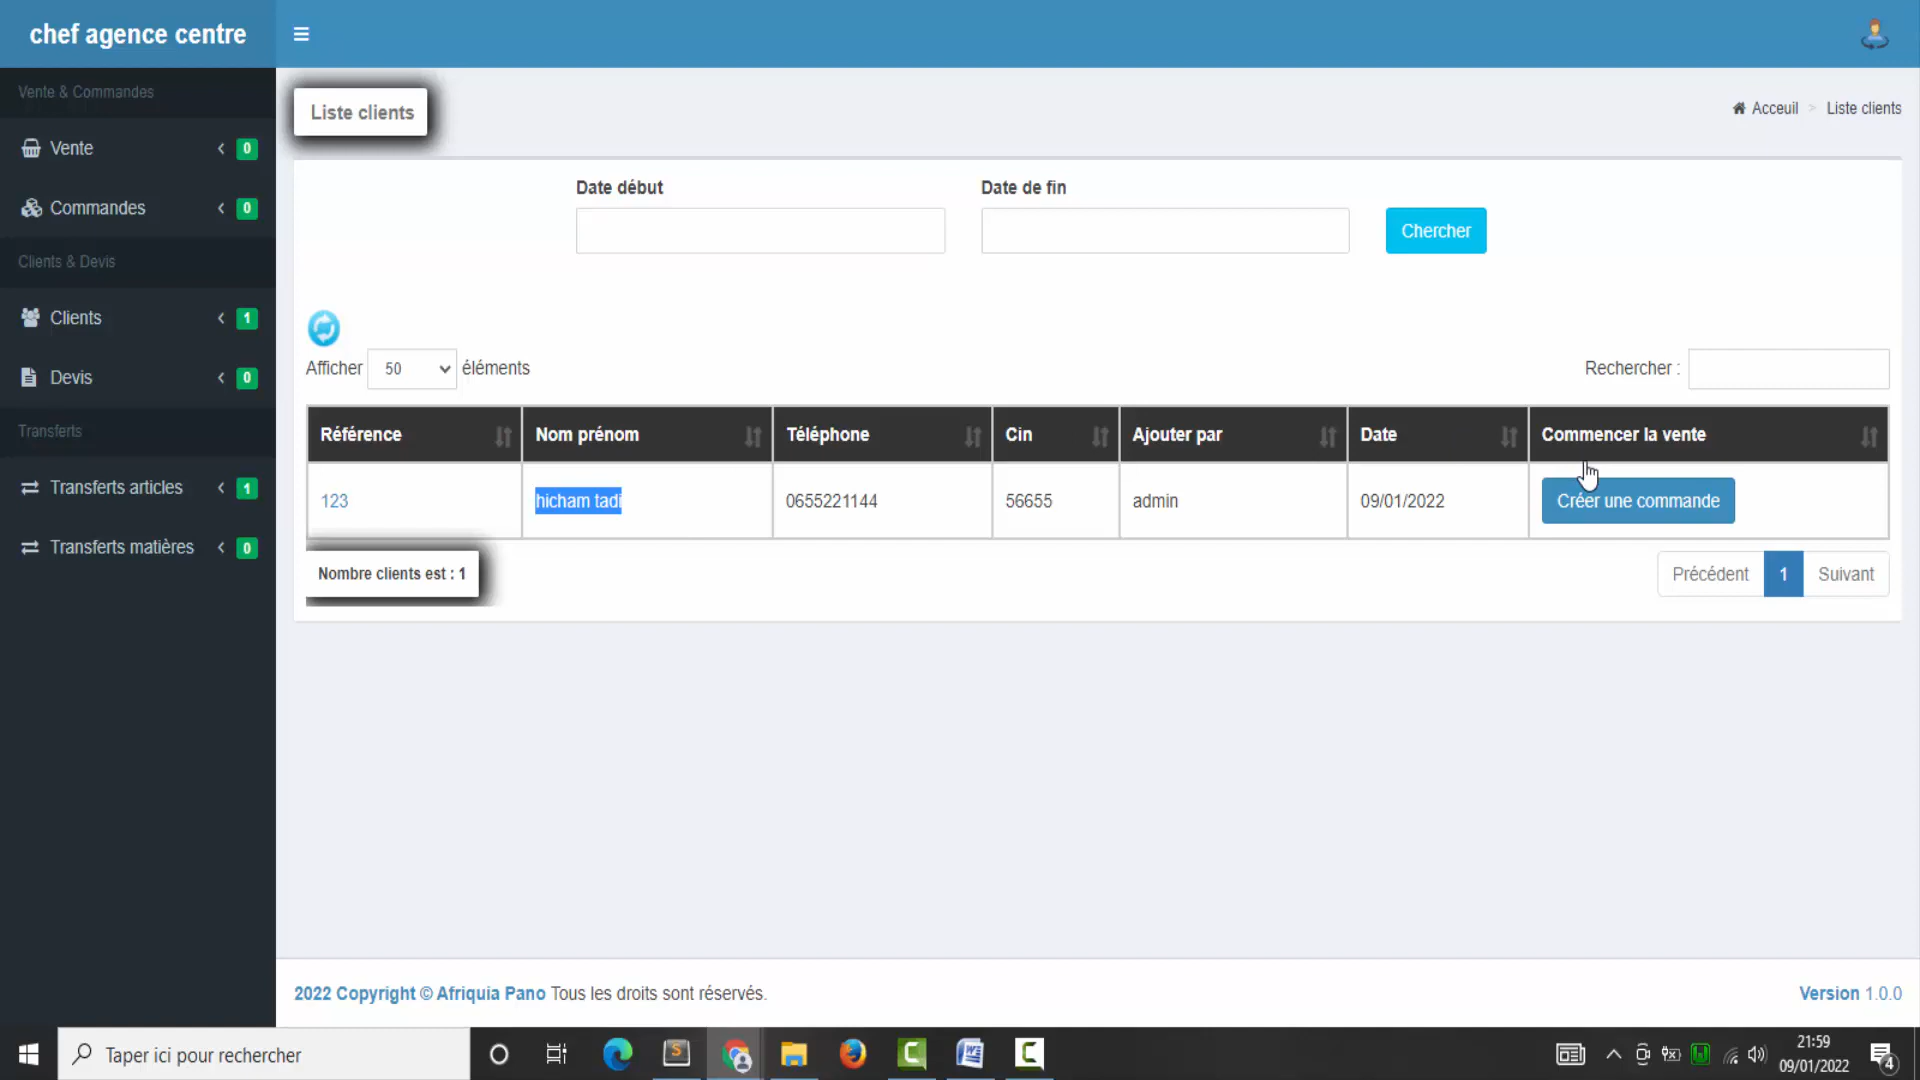 chef agence centre
Vente & Commandes
Vente 0
Commandes 0
Clients & Devis
Clients 1
Devis 0
Transferts
Transferts articles 1
Transferts matières 0
Liste clients
Acceuil > Liste clients
Date début
Date de fin
Chercher
Afficher 50 éléments
Rechercher :
Référence Nom prénom Téléphone Cin Ajouter par Date Commencer la vente
123 hicham tadi 0655221144 56655 admin 09/01/2022 Créer une commande
Nombre clients est : 1
Précédent 1 Suivant
2022 Copyright © Afriquia Pano Tous les droits sont réservés.
Version 1.0.0
Taper ici pour rechercher
21:59
09/01/2022
4